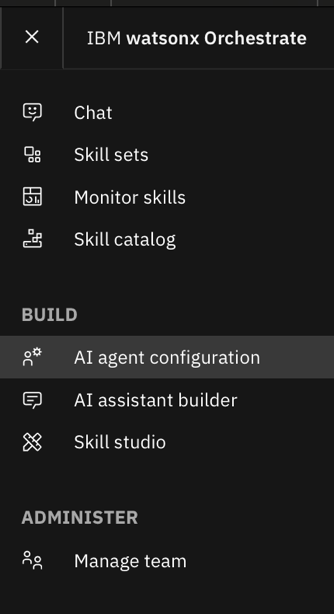 IBM watsonx Orchestrate
Chat
Skill sets
Monitor skills
Skill catalog
BUILD
AI agent configuration
AI assistant builder
Skill studio
ADMINISTER
Manage team